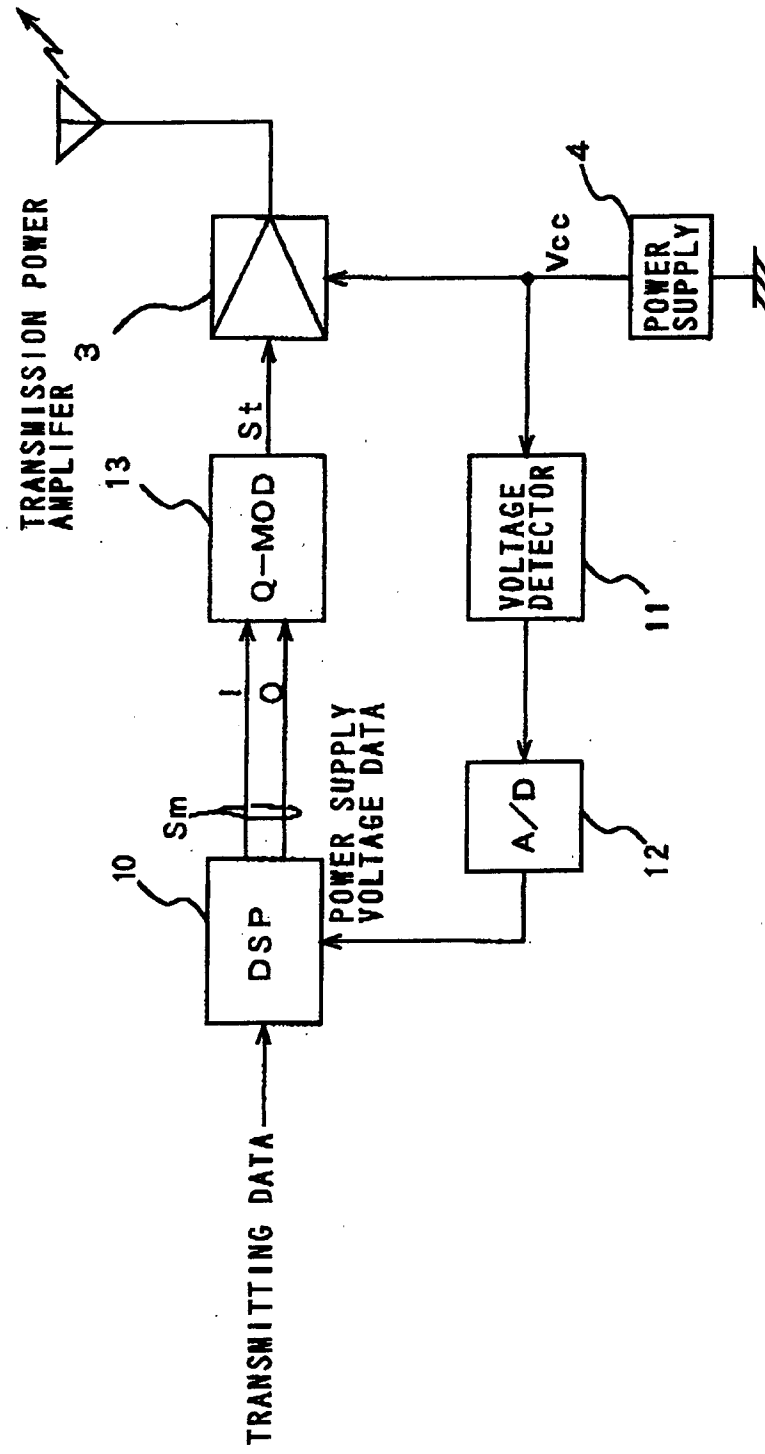 TRANSMITTING DATA
10
DSP
Sm
I
Q
POWER SUPPLY
VOLTAGE DATA
13
Q-MOD
St
TRANSMISSION POWER
AMPLIFER
3
A/D
12
VOLTAGE
DETECTOR
11
Vcc
4
POWER
SUPPLY